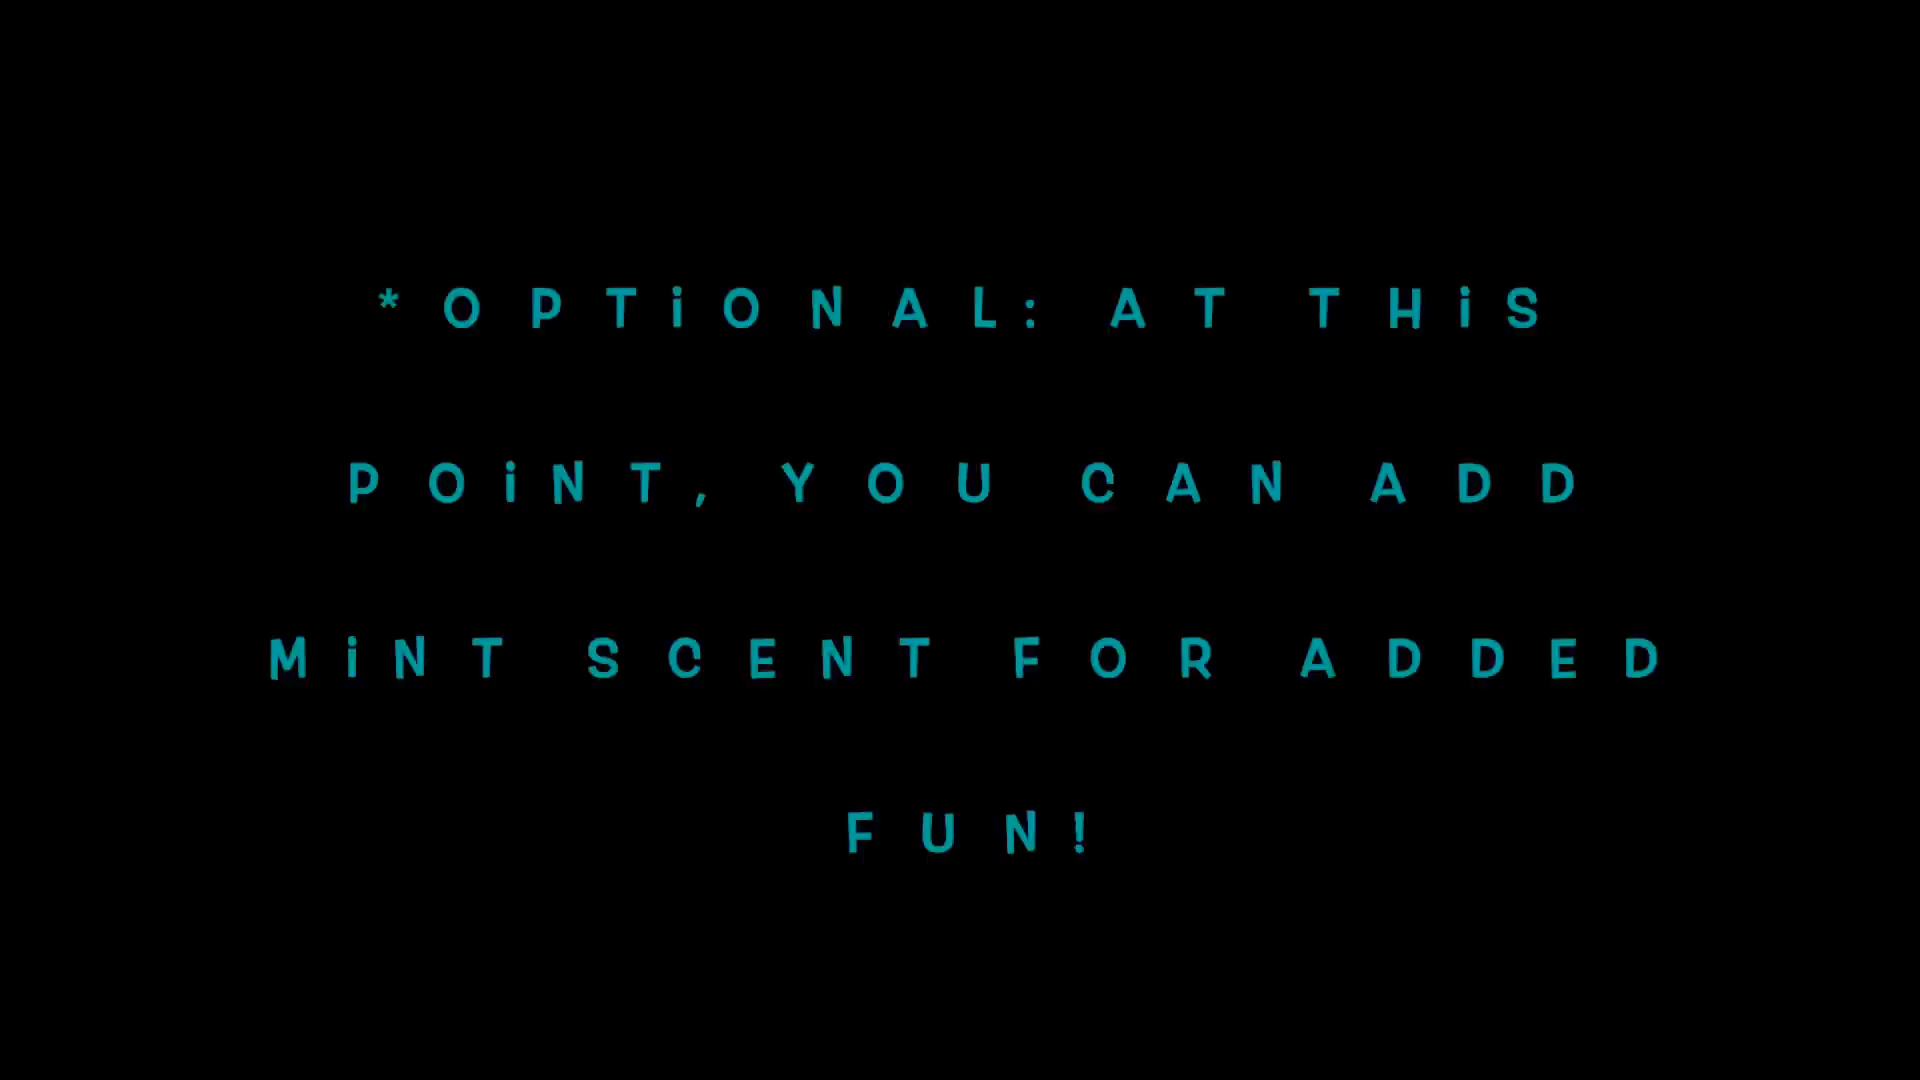 *OPTiONAL: AT THiS
POiNT, YOU CAN ADD
MiNT SCENT FOR ADDED
FUN!